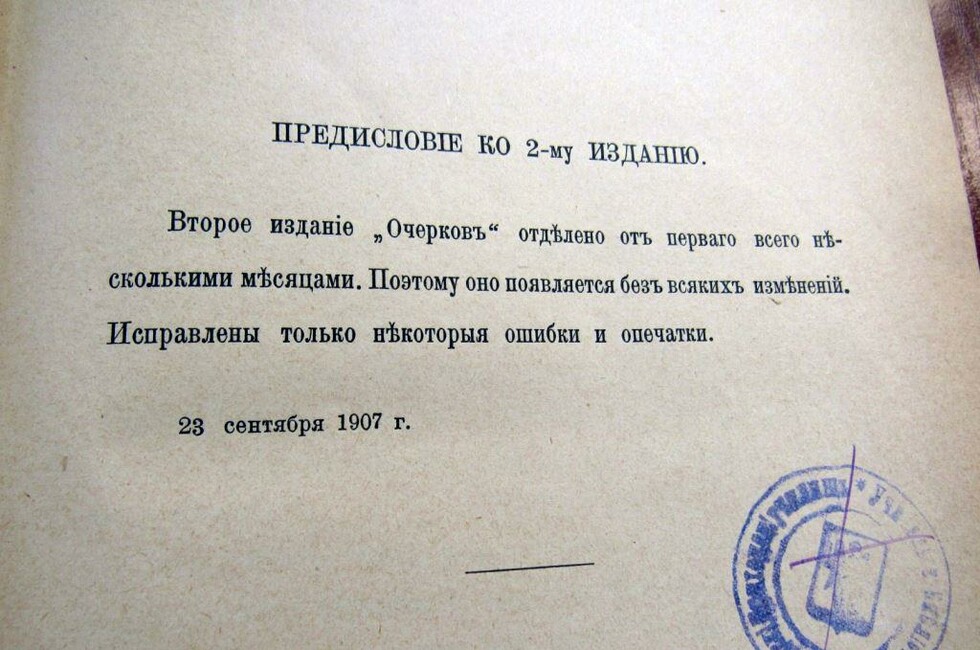 ПРЕДИСЛОВІЕ КО 2-му ИЗДАНІЮ.
Второе изданіе „Очерковъ“ отдѣлено отъ перваго всего нѣ-
сколькими мѣсяцами. Поэтому оно появляется безъ всякихъ измѣненій.
Исправлены только нѣкоторыя ошибки и опечатки.
23 сентября 1907 г.